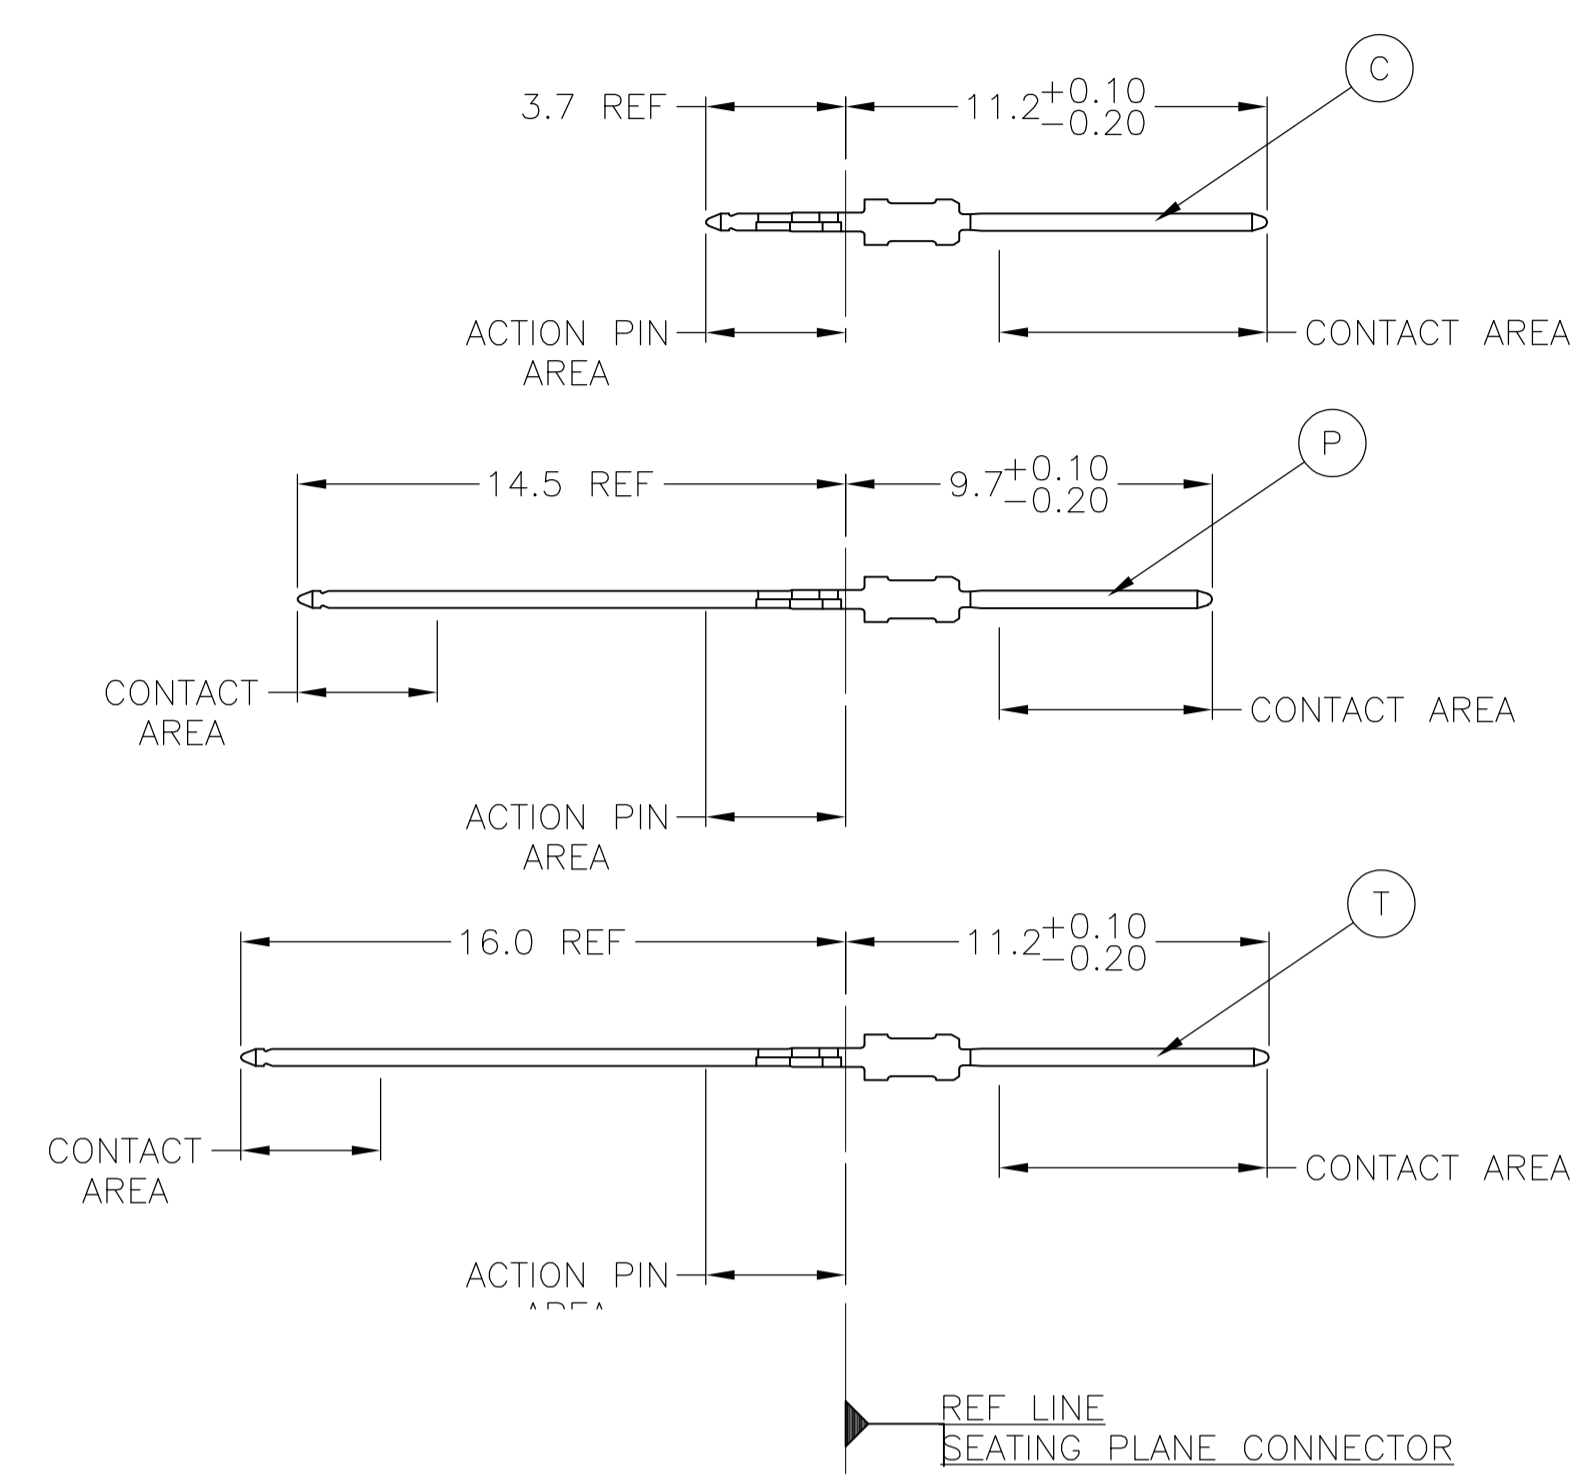 C
3.7 REF
11.2 +0.10 −0.20
ACTION PIN
AREA
CONTACT AREA
P
14.5 REF
9.7 +0.10 −0.20
CONTACT
AREA
CONTACT AREA
ACTION PIN
AREA
T
16.0 REF
11.2 +0.10 −0.20
CONTACT
AREA
CONTACT AREA
ACTION PIN
REF LINE
SEATING PLANE CONNECTOR